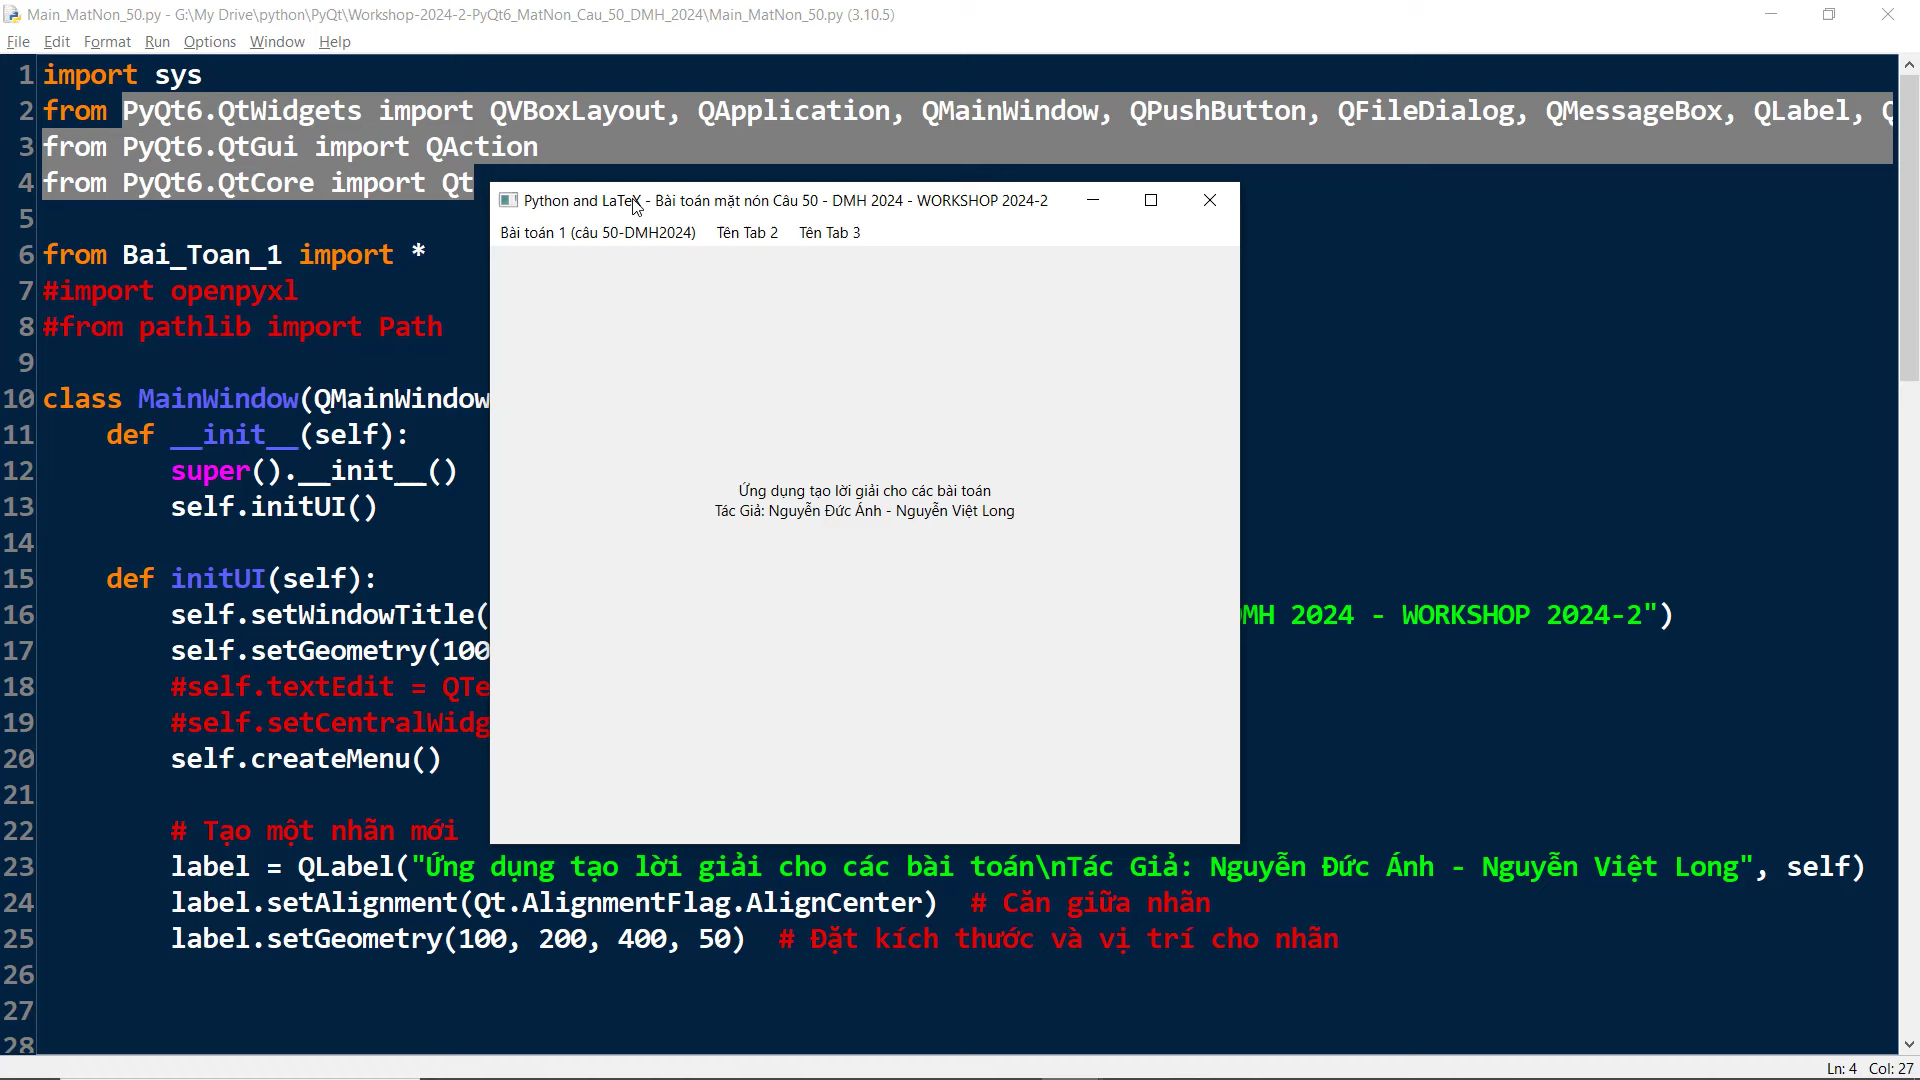 Main_MatNon_50.py - G:\My Drive\python\PyQt\Workshop-2024-2-PyQt6_MatNon_Cau_50_DMH_2024\Main_MatNon_50.py (3.10.5)
File Edit Format Run Options Window Help
1 import sys
2 from PyQt6.QtWidgets import QVBoxLayout, QApplication, QMainWindow, QPushButton, QFileDialog, QMessageBox, QLabel,
3 from PyQt6.QtGui import QAction
4 from PyQt6.QtCore import Qt
5
6 from Bai_Toan_1 import *
7 #import openpyxl
8 #from pathlib import Path
9
10 class MainWindow(QMainWindow
11 def __init__(self):
12 super().__init__()
13 self.initUI()
14
15 def initUI(self):
16 self.setWindowTitle( MH 2024 - WORKSHOP 2024-2")
17 self.setGeometry(100
18 #self.textEdit = QTe
19 #self.setCentralWidg
20 self.createMenu()
21
22 # Tạo một nhãn mới
23 label = QLabel("Ứng dụng tạo lời giải cho các bài toán\nTác Giả: Nguyễn Đức Ánh - Nguyễn Việt Long", self)
24 label.setAlignment(Qt.AlignmentFlag.AlignCenter) # Căn giữa nhãn
25 label.setGeometry(100, 200, 400, 50) # Đặt kích thước và vị trí cho nhãn
26
27
28
Python and LaTeX - Bài toán mặt nón Câu 50 - DMH 2024 - WORKSHOP 2024-2
Bài toán 1 (câu 50-DMH2024) Tên Tab 2 Tên Tab 3
Ứng dụng tạo lời giải cho các bài toán
Tác Giả: Nguyễn Đức Ánh - Nguyễn Việt Long
Ln: 4 Col: 27